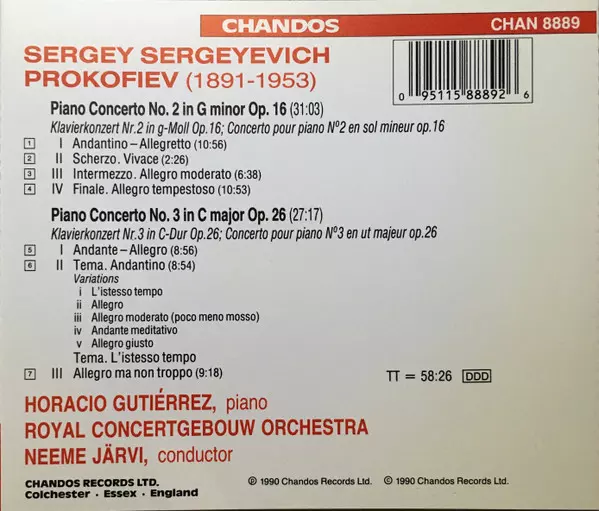 CHANDOS
CHAN 8889
SERGEY SERGEYEVICH
PROKOFIEV (1891-1953)
0 95115 88892 6
Piano Concerto No. 2 in G minor Op. 16 (31:03)
Klavierkonzert Nr.2 in g-Moll Op.16; Concerto pour piano Nº2 en sol mineur op.16
1 I Andantino – Allegretto (10:56)
2 II Scherzo. Vivace (2:26)
3 III Intermezzo. Allegro moderato (6:38)
4 IV Finale. Allegro tempestoso (10:53)
Piano Concerto No. 3 in C major Op. 26 (27:17)
Klavierkonzert Nr.3 in C-Dur Op.26; Concerto pour piano Nº3 en ut majeur op.26
5 I Andante – Allegro (8:56)
6 II Tema. Andantino (8:54)
Variations
i L'istesso tempo
ii Allegro
iii Allegro moderato (poco meno mosso)
iv Andante meditativo
v Allegro giusto
Tema. L'istesso tempo
7 III Allegro ma non troppo (9:18)
TT = 58:26 DDD
HORACIO GUTIÉRREZ, piano
ROYAL CONCERTGEBOUW ORCHESTRA
NEEME JÄRVI, conductor
CHANDOS RECORDS LTD.
Colchester · Essex · England
℗ 1990 Chandos Records Ltd. © 1990 Chandos Records Ltd.